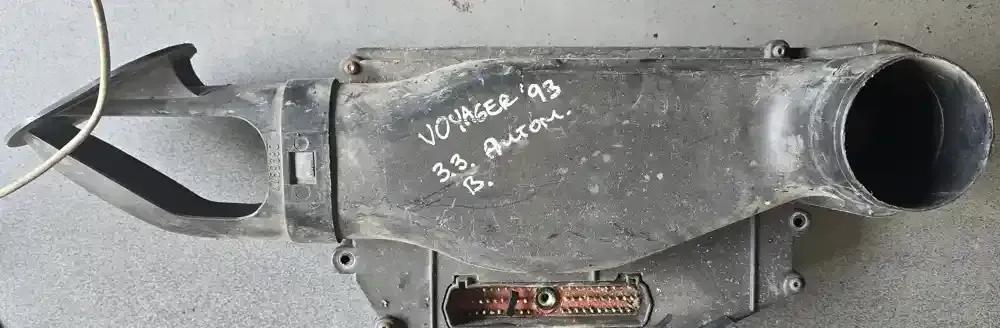 VOYAGER '93
3.3. Autom.
B.